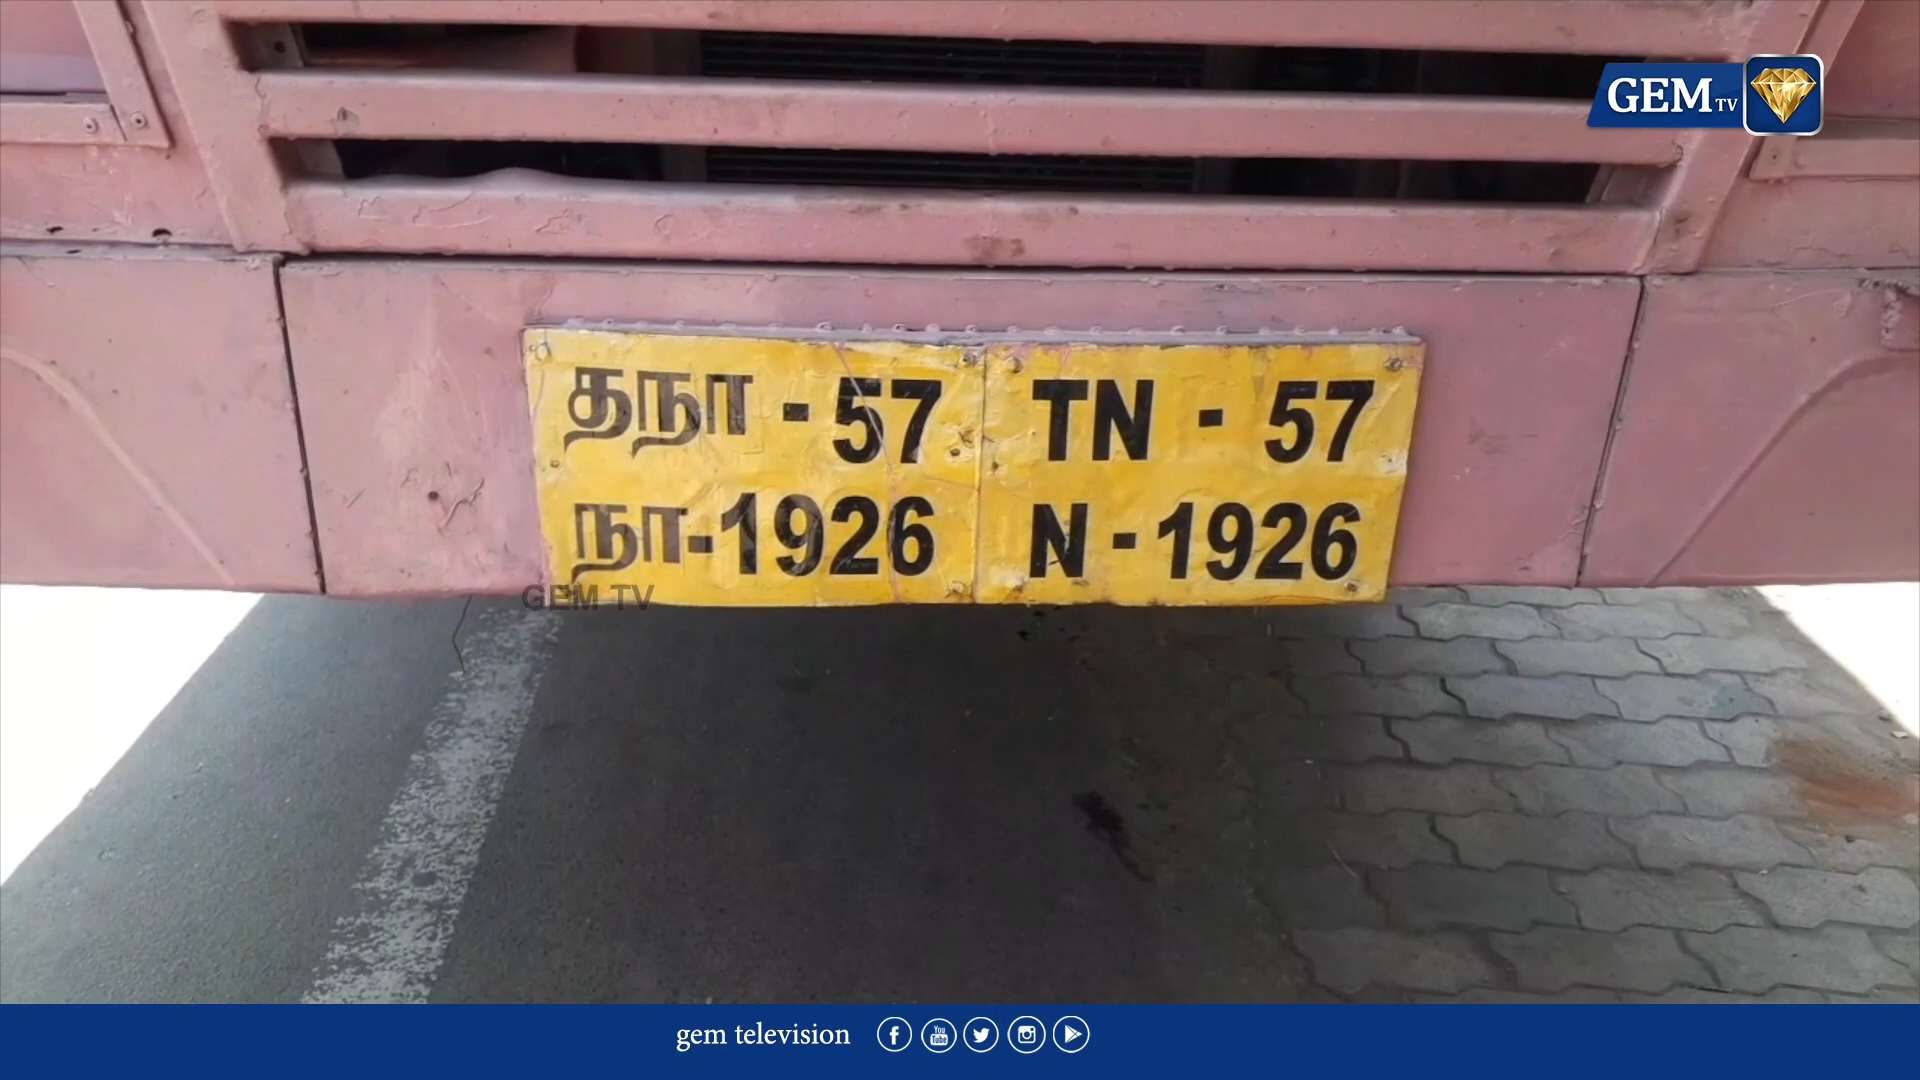 GEM TV
தநா - 57 TN - 57
நா-1926 N - 1926
GEM TV
gem television